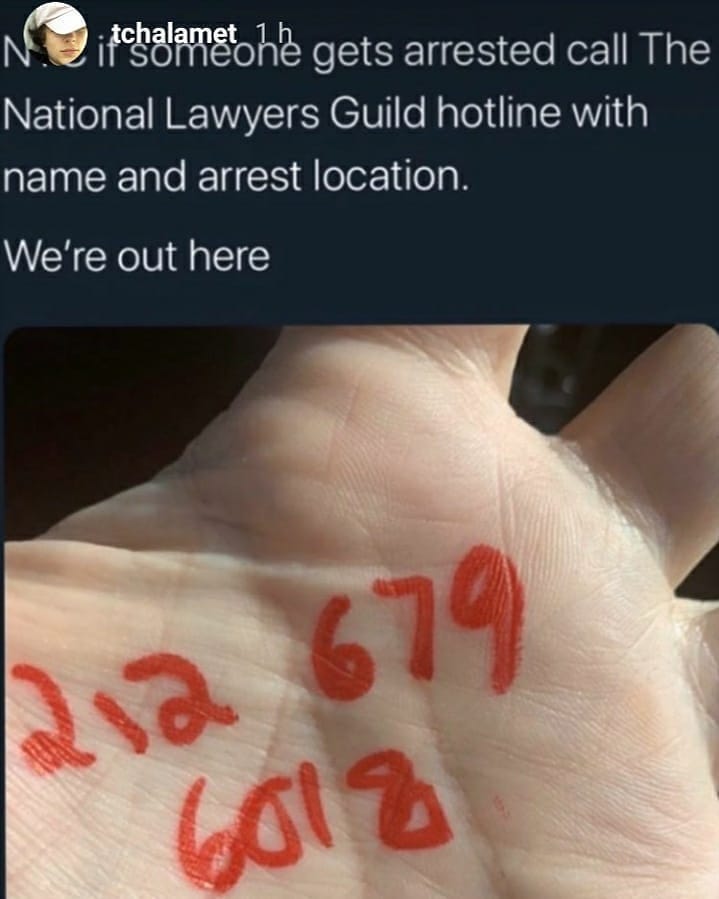 tchalamet 1h
if someone gets arrested call The
National Lawyers Guild hotline with
name and arrest location.
We're out here
212 679
6018